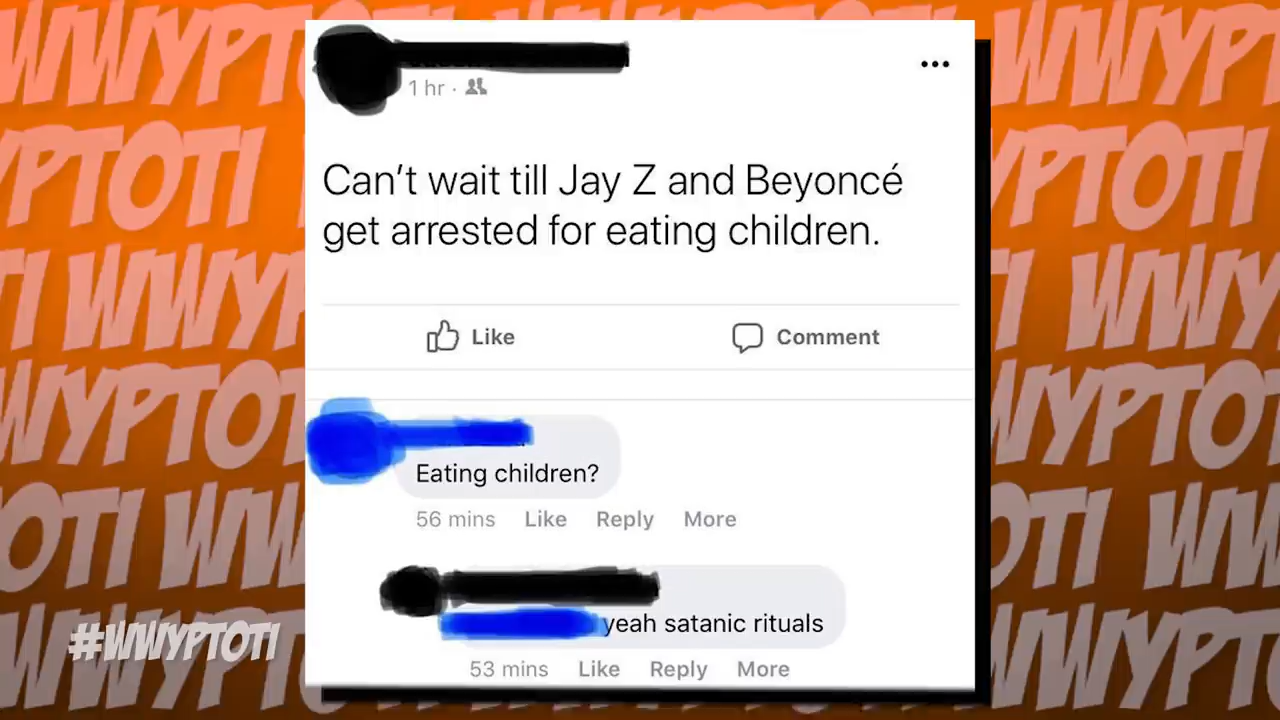 1 hr ·
Can't wait till Jay Z and Beyoncé
get arrested for eating children.
Like Comment
Eating children?
56 mins Like Reply More
yeah satanic rituals
53 mins Like Reply More
#WWYPTOTI